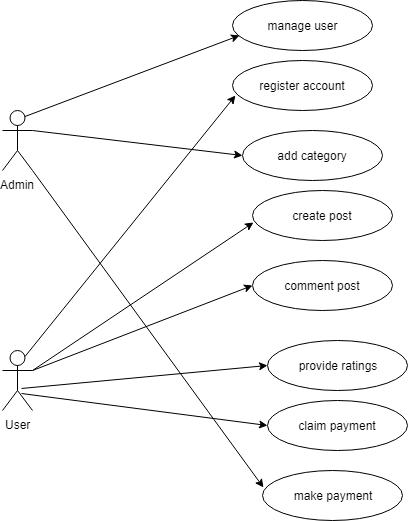 manage user
register account
add category
Admin
create post
comment post
provide ratings
User
claim payment
make payment